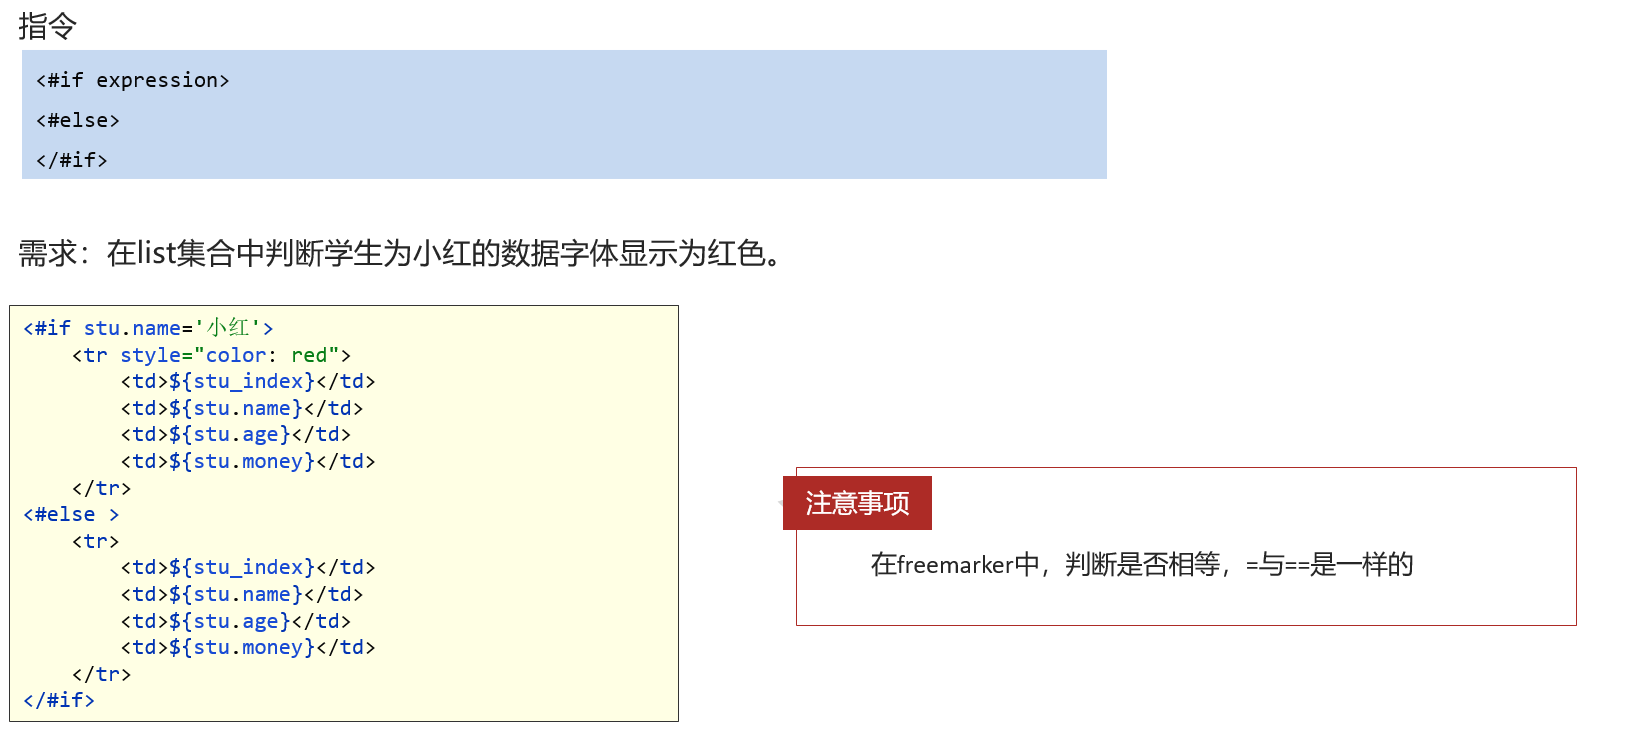 指令
<#if expression>
<#else>
</#if>
需求：在list集合中判断学生为小红的数据字体显示为红色。
<#if stu.name='小红'>
    <tr style="color: red">
        <td>${stu_index}</td>
        <td>${stu.name}</td>
        <td>${stu.age}</td>
        <td>${stu.money}</td>
    </tr>
<#else >
    <tr>
        <td>${stu_index}</td>
        <td>${stu.name}</td>
        <td>${stu.age}</td>
        <td>${stu.money}</td>
    </tr>
</#if>
注意事项
在freemarker中，判断是否相等，=与==是一样的